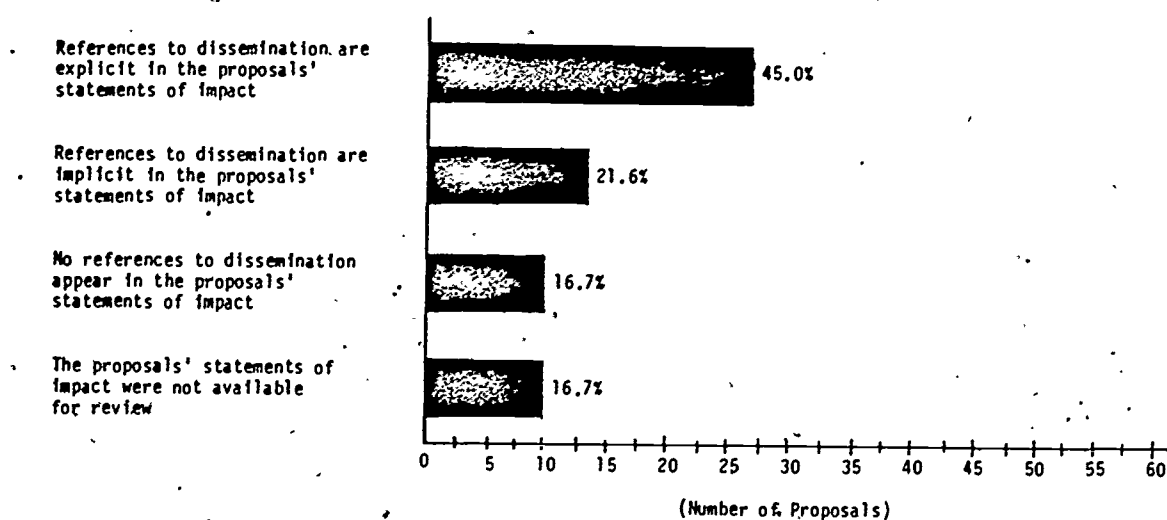 References to dissemination are
explicit in the proposals'
statements of impact
45.0%
References to dissemination are
implicit in the proposals'
statements of impact
21.6%
No references to dissemination
appear in the proposals'
statements of impact
16.7%
The proposals' statements of
impact were not available
for review
16.7%
0 5 10 15 20 25 30 35 40 45 50 55 60
(Number of Proposals)